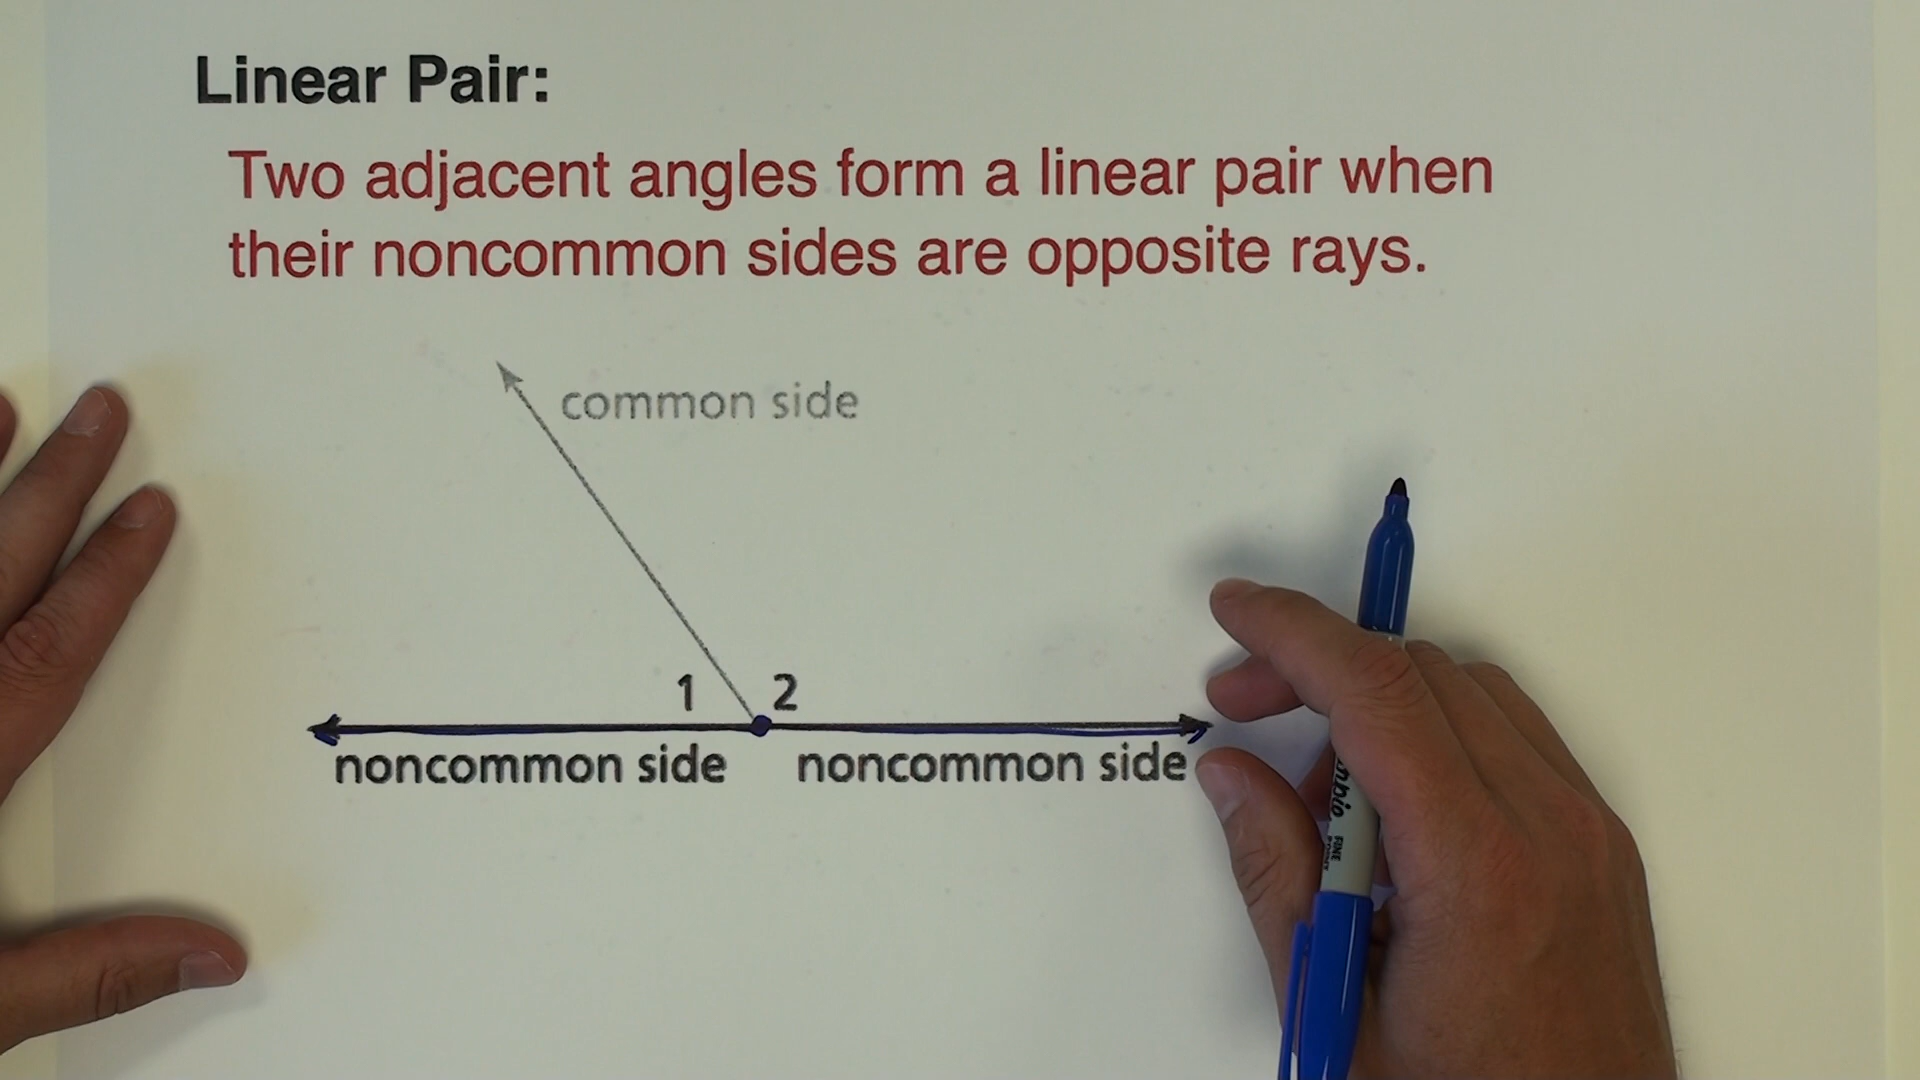 Linear Pair:
Two adjacent angles form a linear pair when
their noncommon sides are opposite rays.
common side
1 2
noncommon side noncommon side
FINE